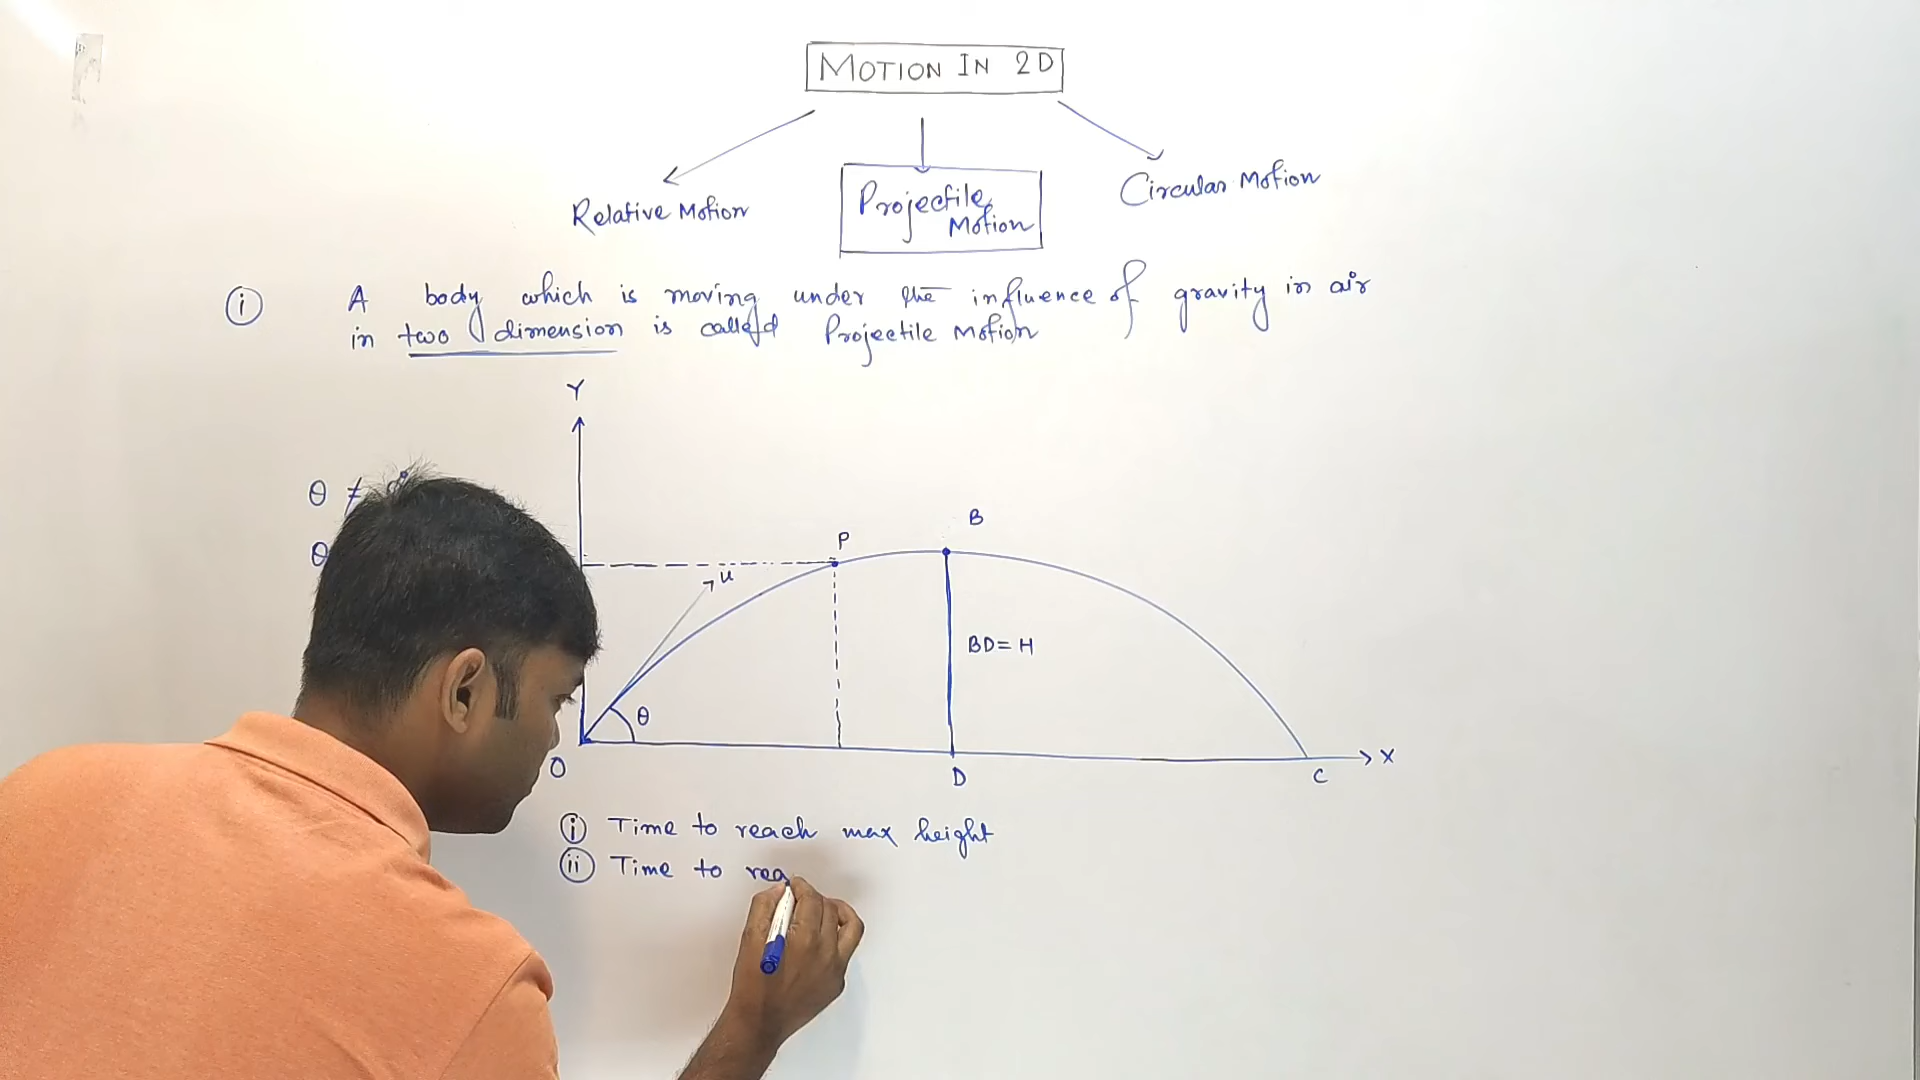 MOTION IN 2D
Relative Motion
Projectile
Motion
Circular Motion
i A body which is moving under the influence of gravity in air
in two dimension is called Projectile Motion
Y
θ ≠
θ
P
B
u
BD = H
θ
O
D
C
X
i Time to reach max height
ii Time to rea